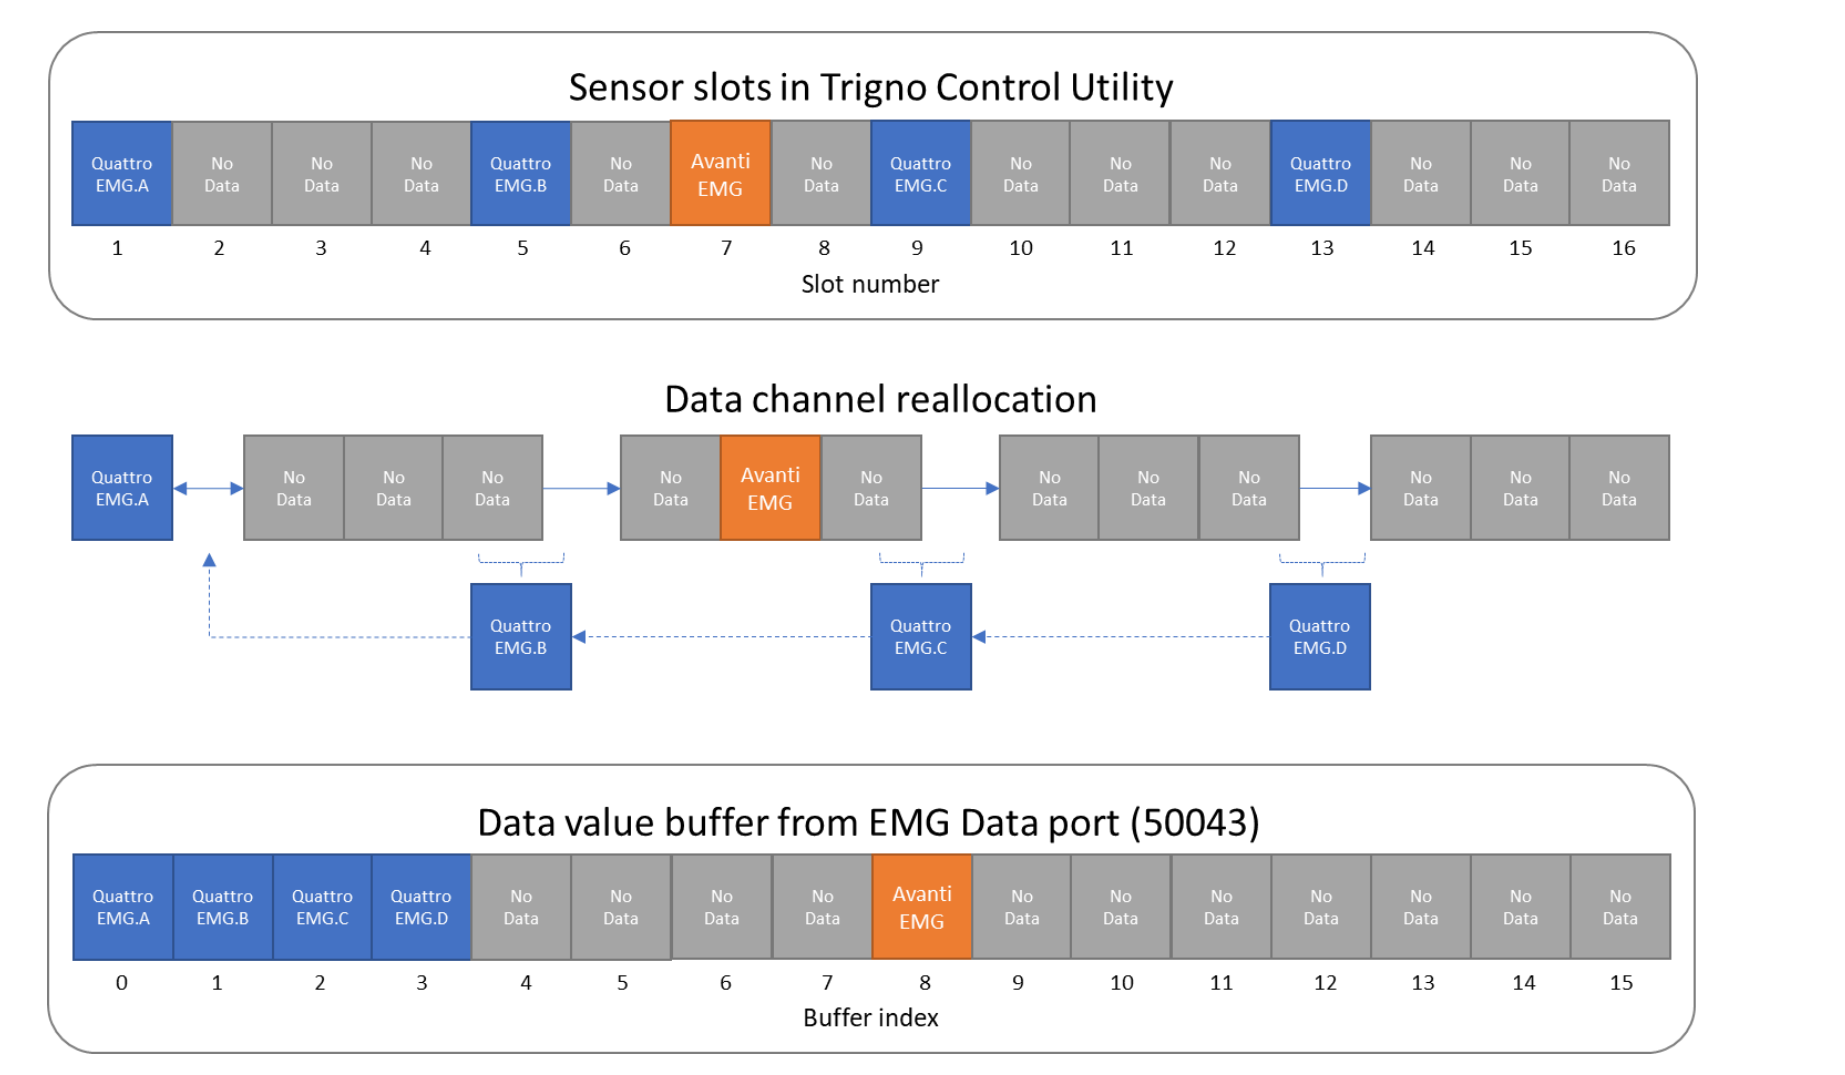 Sensor slots in Trigno Control Utility
Quattro No No No Quattro No Avanti No Quattro No No No Quattro No No No
EMG.A Data Data Data EMG.B Data EMG Data EMG.C Data Data Data EMG.D Data Data Data
1 2 3 4 5 6 7 8 9 10 11 12 13 14 15 16
Slot number
Data channel reallocation
Quattro No No No No Avanti No No No No No No No
EMG.A Data Data Data Data EMG Data Data Data Data Data Data Data
Quattro Quattro Quattro
EMG.B EMG.C EMG.D
Data value buffer from EMG Data port (50043)
Quattro Quattro Quattro Quattro No No No No Avanti No No No No No No No
EMG.A EMG.B EMG.C EMG.D Data Data Data Data EMG Data Data Data Data Data Data Data
0 1 2 3 4 5 6 7 8 9 10 11 12 13 14 15
Buffer index